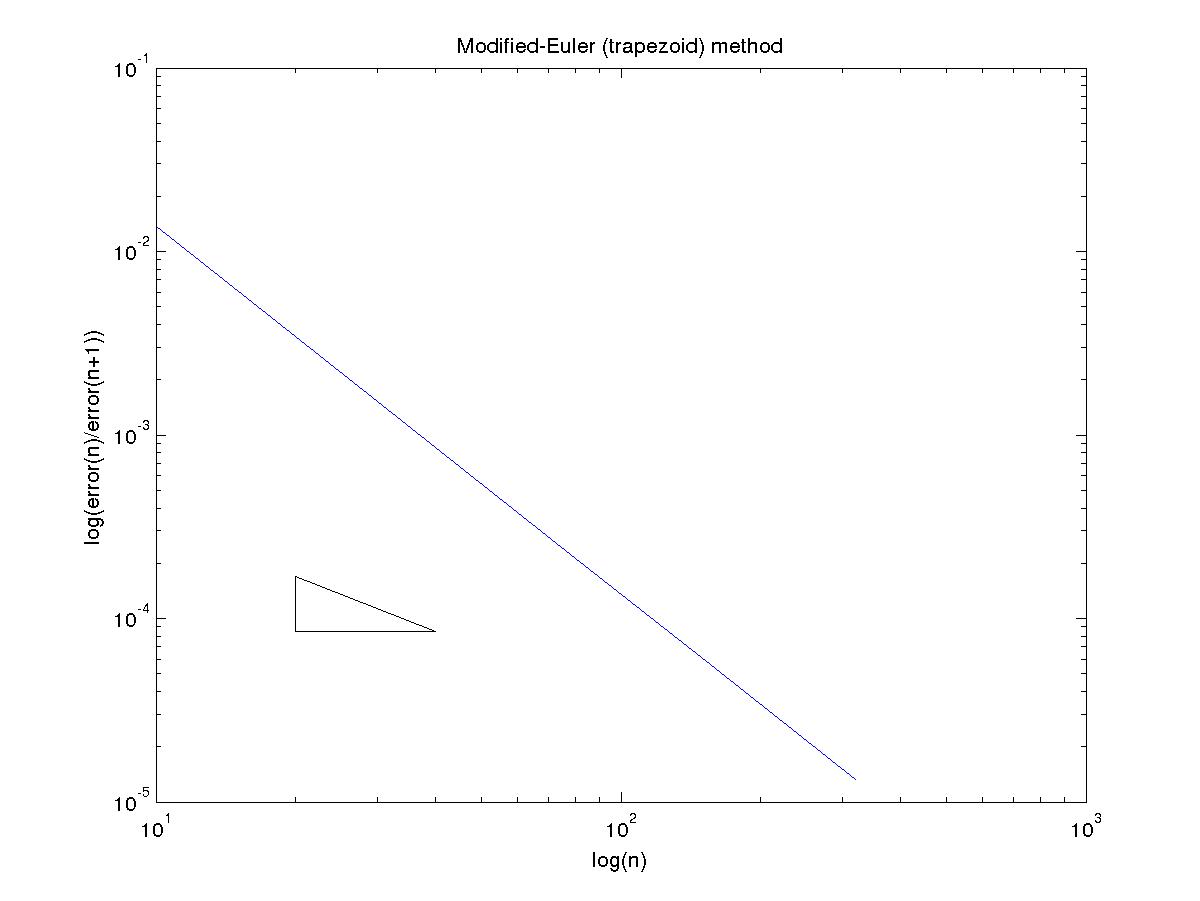 Modified-Euler (trapezoid) method
10^-1
10^-2
10^-3
10^-4
10^-5
log(error(n)/error(n+1))
10^1 10^2 10^3
log(n)